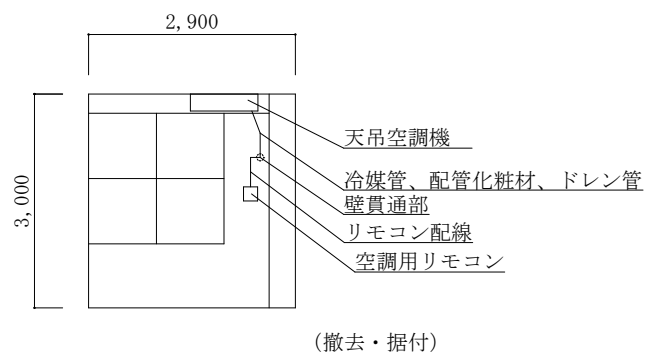 2,900
3,000
天吊空調機
冷媒管、配管化粧材、ドレン管
壁貫通部
リモコン配線
空調用リモコン
(撤去・据付)